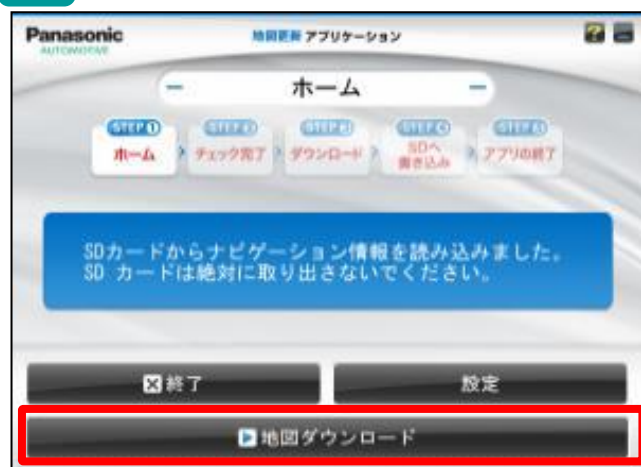 Panasonic
AUTOMOTIVE
地図更新 アプリケーション
?
ホーム
STEP① STEP② STEP③ STEP④ STEP⑤
ホーム チェック完了 ダウンロード SDへ書き込み アプリの終了
SDカードからナビゲーション情報を読み込みました。
SD カードは絶対に取り出さないでください。
終了 設定
地図ダウンロード